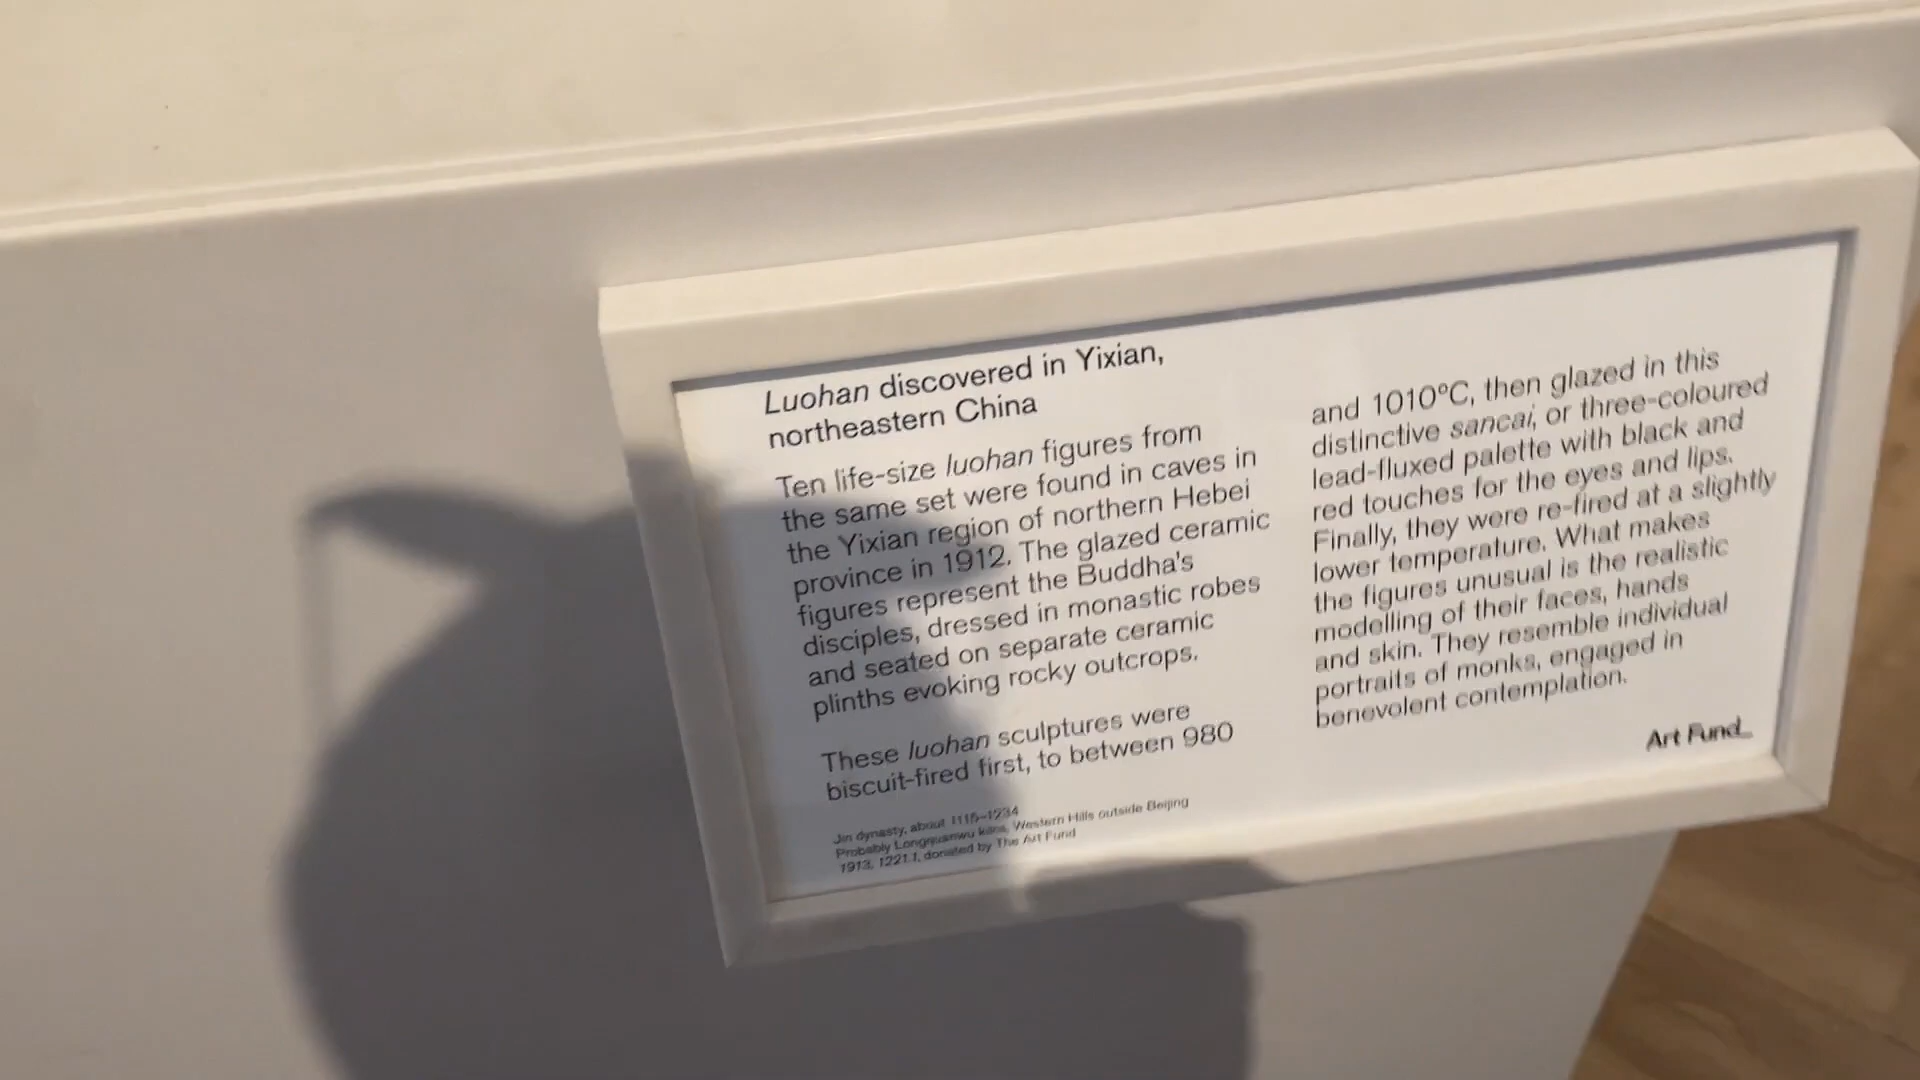 Luohan discovered in Yixian,
northeastern China
Ten life-size luohan figures from
the same set were found in caves in
the Yixian region of northern Hebei
province in 1912. The glazed ceramic
figures represent the Buddha's
disciples, dressed in monastic robes
and seated on separate ceramic
plinths evoking rocky outcrops.
These luohan sculptures were
biscuit-fired first, to between 980
Jin dynasty, about 1115–1234
Probably Longquanwu kilns, Western Hills outside Beijing
1913, 1221.1, donated by The Art Fund
and 1010°C, then glazed in this
distinctive sancai, or three-coloured
lead-fluxed palette with black and
red touches for the eyes and lips.
Finally, they were re-fired at a slightly
lower temperature. What makes
the figures unusual is the realistic
modelling of their faces, hands
and skin. They resemble individual
portraits of monks, engaged in
benevolent contemplation.
Art Fund_